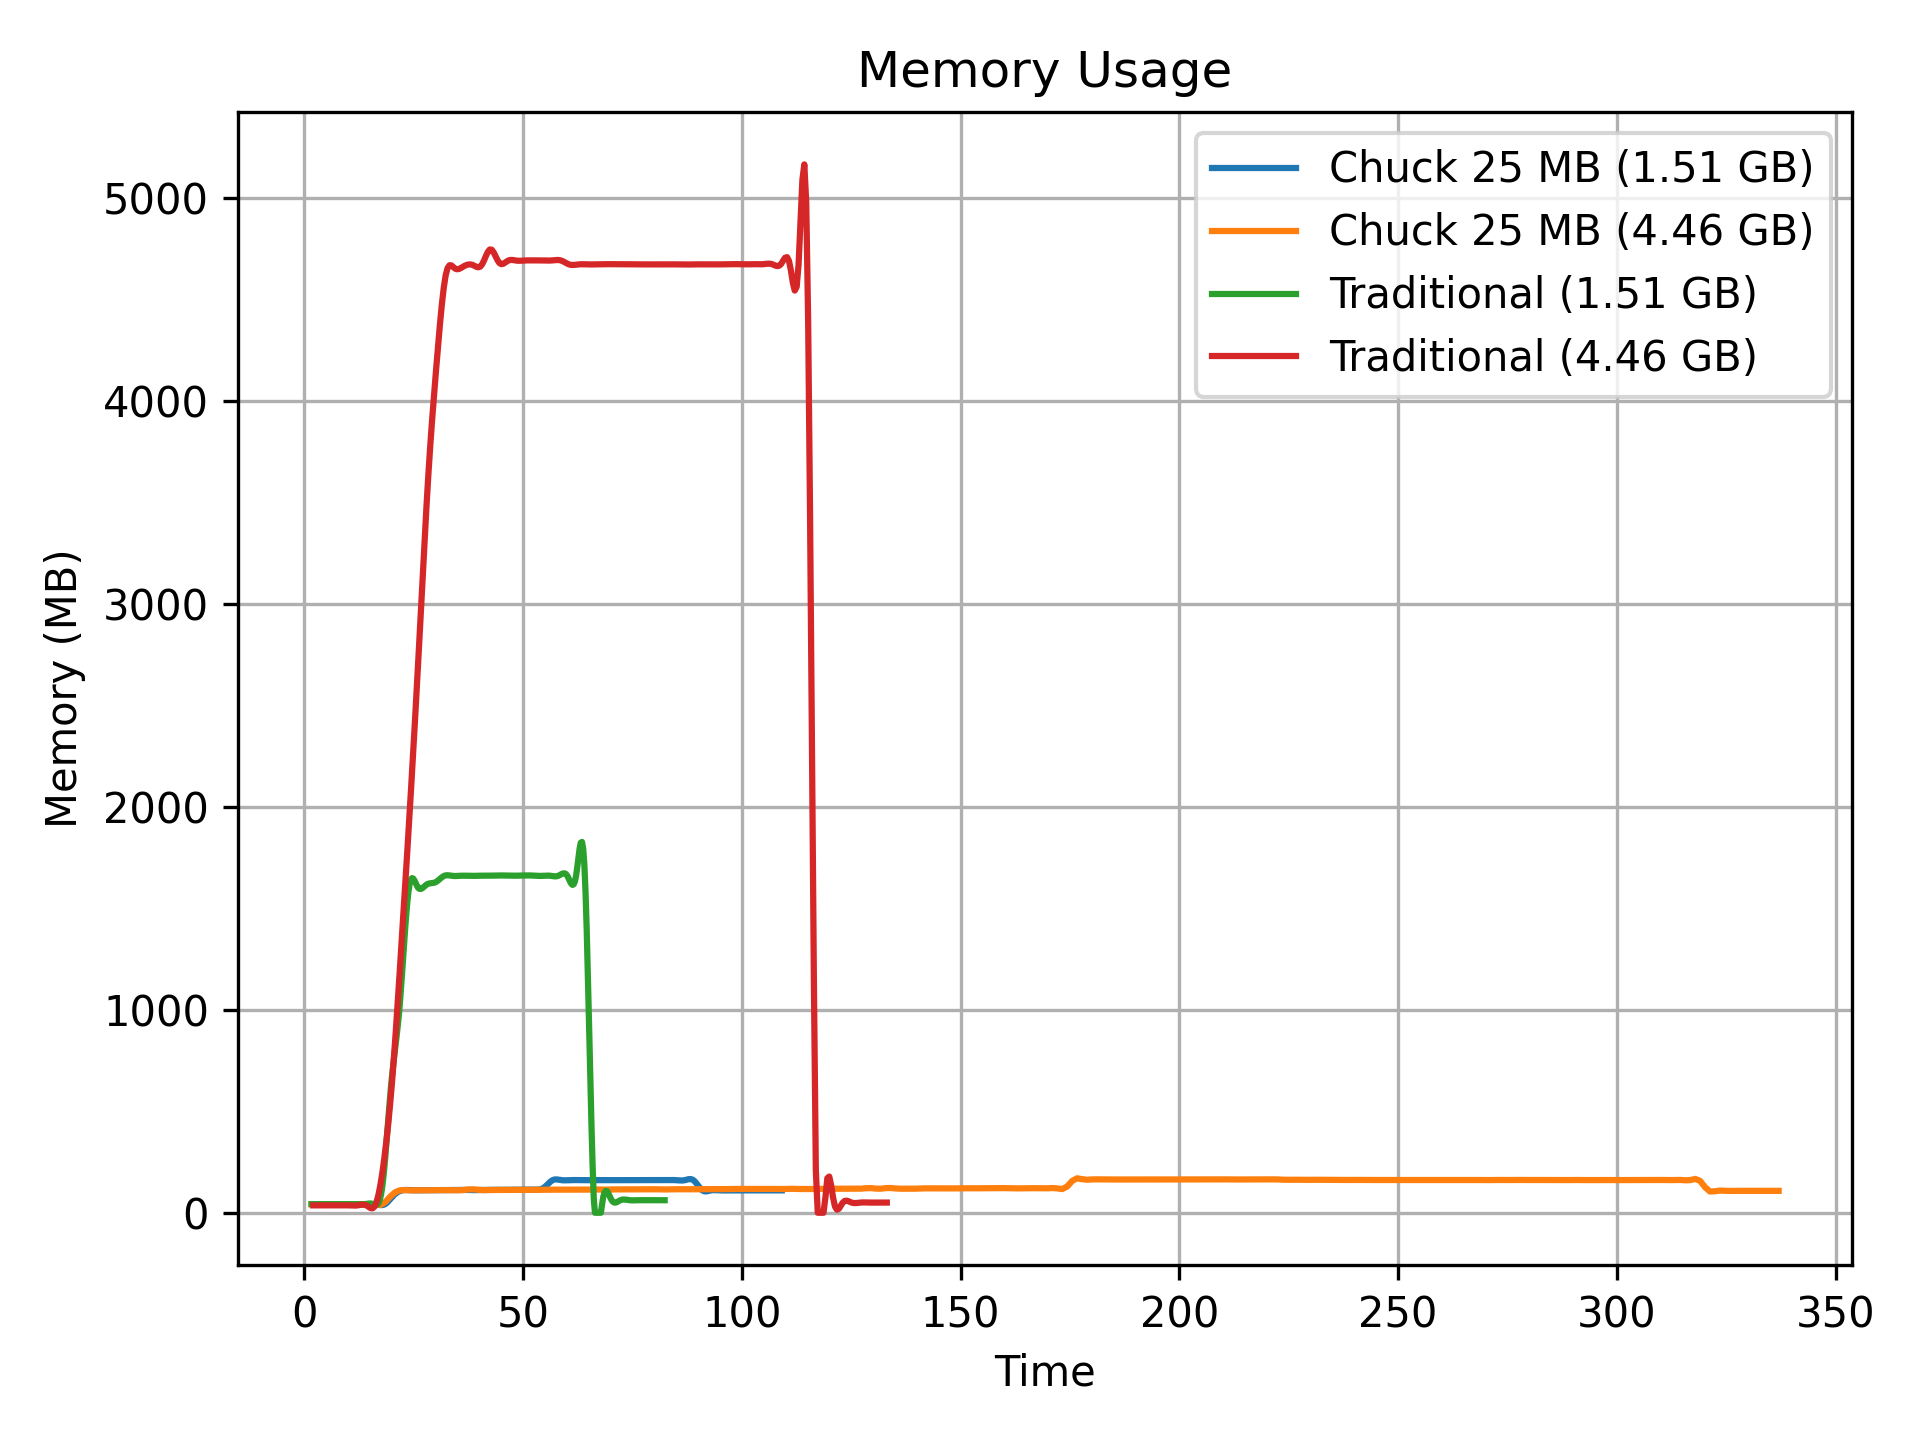 Memory Usage
Chuck 25 MB (1.51 GB)
Chuck 25 MB (4.46 GB)
Traditional (1.51 GB)
Traditional (4.46 GB)
Memory (MB)
5000
4000
3000
2000
1000
0
0 50 100 150 200 250 300 350
Time